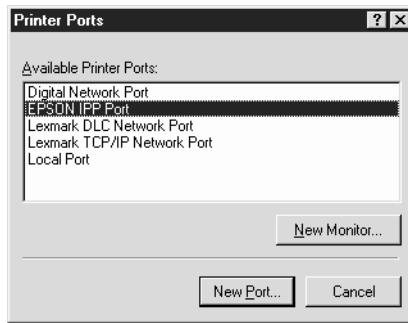 Printer Ports
Available Printer Ports:
Digital Network Port
EPSON IPP Port
Lexmark DLC Network Port
Lexmark TCP/IP Network Port
Local Port
New Monitor...
New Port... Cancel